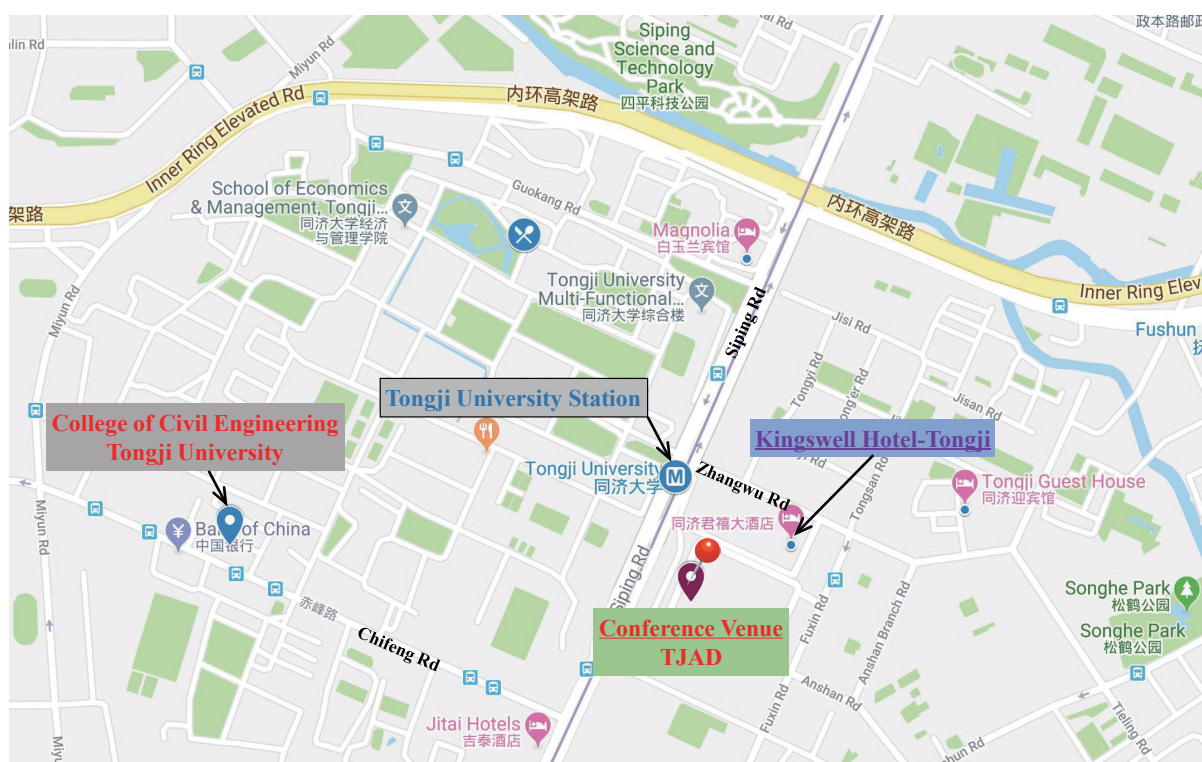 政本路邮政
Siping
Science and
Technology
Park
四平科技公园
Miyun Rd
内环高架路
Inner Ring Elevated Rd
架路
School of Economics
& Management, Tongji...
同济大学经济
与管理学院
Guokang Rd
内环高架路
Magnolia
白玉兰宾馆
Tongji University
Multi-Functional...
同济大学综合楼
Inner Ring Elev
Miyun Rd
Siping Rd
Jisi Rd
Fushun
Tongyi Rd
Jisan Rd
Tongji University Station
College of Civil Engineering
Tongji University
Kingswell Hotel-Tongji
Tongji University
同济大学
M
Zhangwu Rd
Tongsan Rd
Tongji Guest House
同济迎宾馆
同济君禧大酒店
Miyun Rd
Bank of China
中国银行
Siping Rd
赤峰路
Chifeng Rd
Conference Venue
TJAD
Fuxin Rd
Anshan Branch Rd
Songhe Park
松鹤公园
Songhe Park
松鹤公园
Anshan Rd
Fuxin Rd
Tieling Rd
Jitai Hotels
吉泰酒店